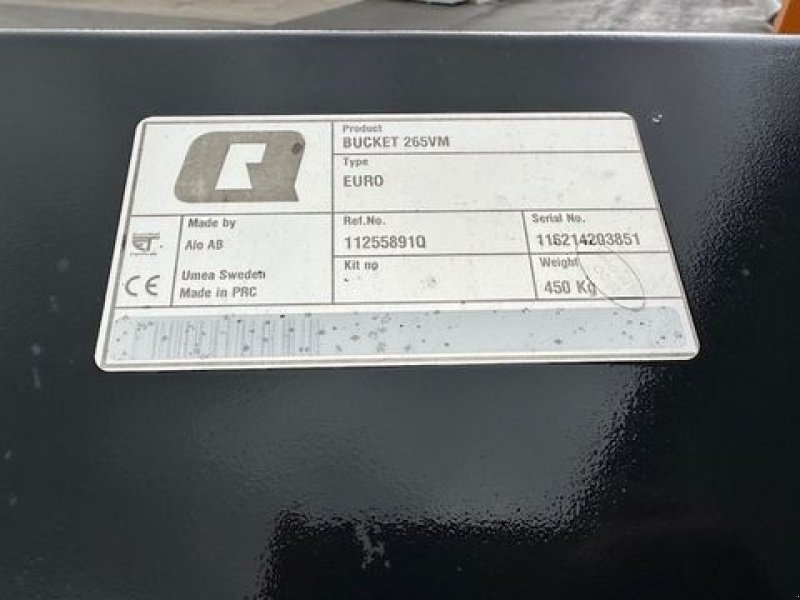 Product
BUCKET 265VM
Type
EURO
Made by
Alo AB
Umea Sweden
Made in PRC
CE
Ref.No.
11255891Q
Serial No.
116214203851
Kit no
Weight
450 Kg